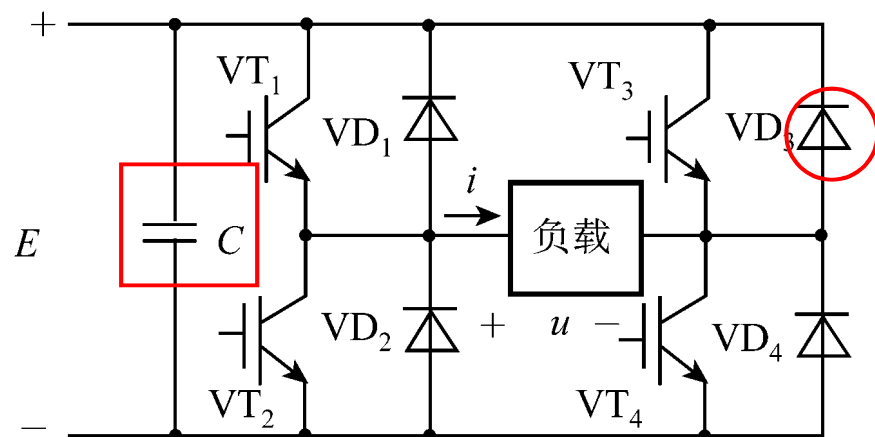 +
VT1
VT3
VD1
VD3
i
E
C
负载
VD2
+ u −
VD4
VT2
VT4
−